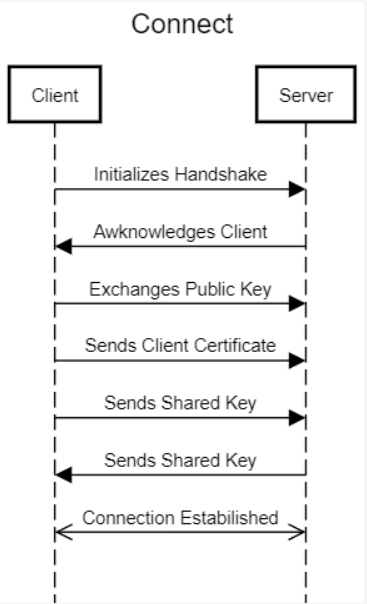 Connect
Client
Server
Initializes Handshake
Awknowledges Client
Exchanges Public Key
Sends Client Certificate
Sends Shared Key
Sends Shared Key
Connection Estabilished